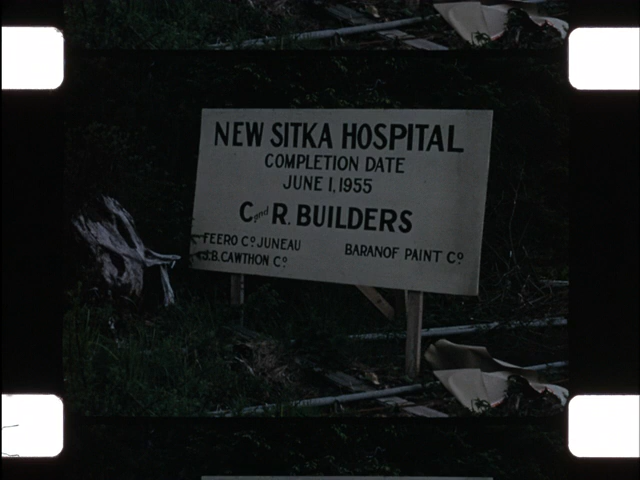 NEW SITKA HOSPITAL
COMPLETION DATE
JUNE 1, 1955
C and R. BUILDERS
FEERO Co. JUNEAU
BARANOF PAINT Co.
J.B. CAWTHON Co.